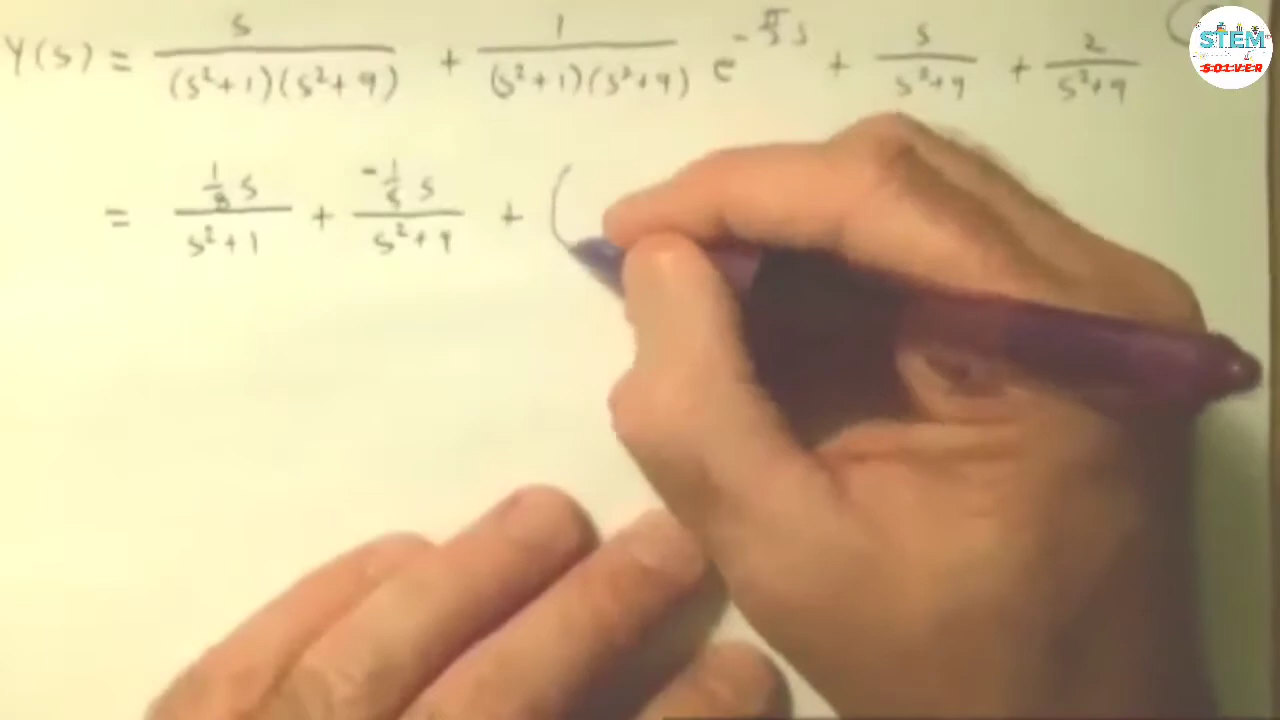 STEM
SOLVER
Y(s) = s/((s²+1)(s²+9)) + 1/((s²+1)(s²+9)) e^(-π/2 s) + s/(s²+9) + 2/(s²+9)
= (1/8 s)/(s²+1) + (-1/8 s)/(s²+9) + (